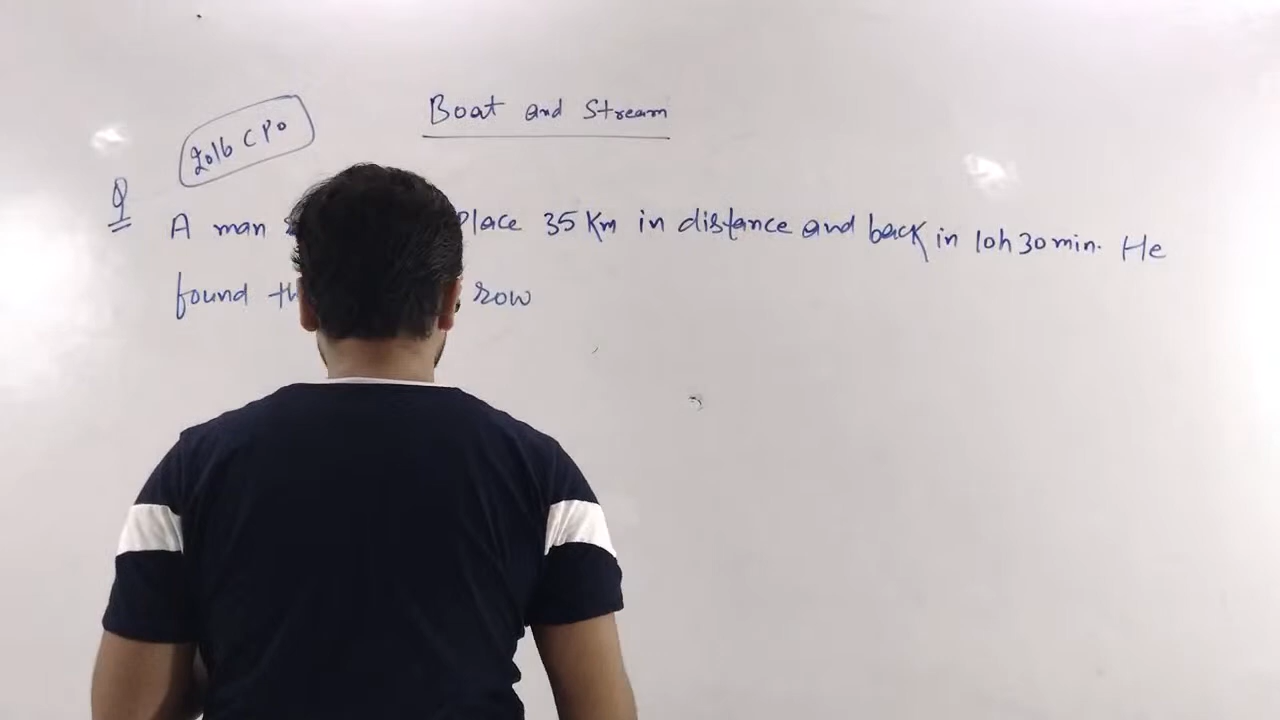 Boat and Stream
2016 CPO
Q
A man Place 35 Km in distance and back in 10h 30 min. He
found th row